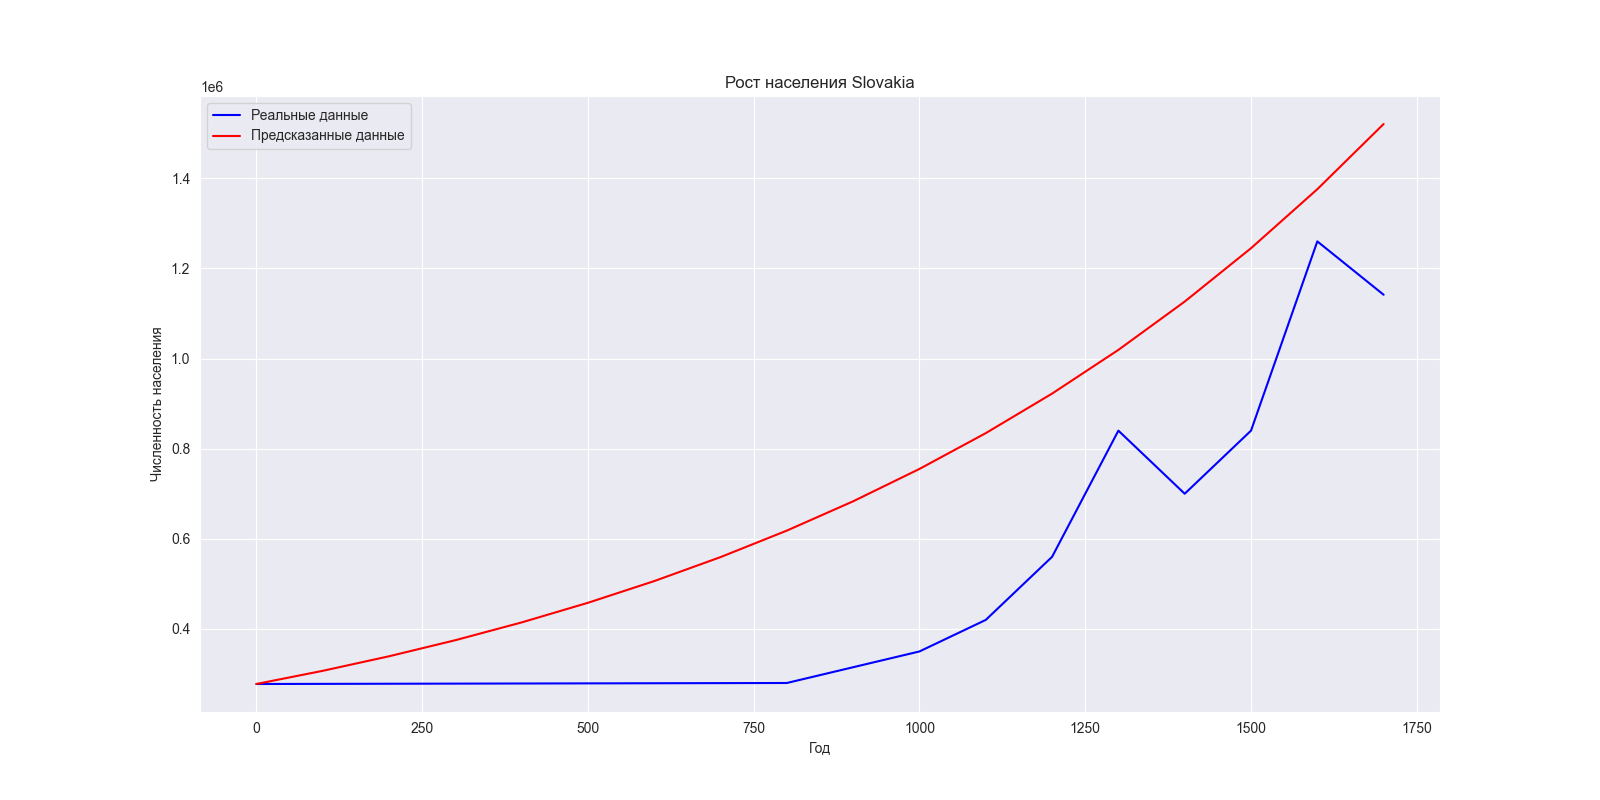 Рост населения Slovakia
1e6
Реальные данные
Предсказанные данные
1.4
1.2
1.0
0.8
0.6
0.4
Численность населения
0 250 500 750 1000 1250 1500 1750
Год